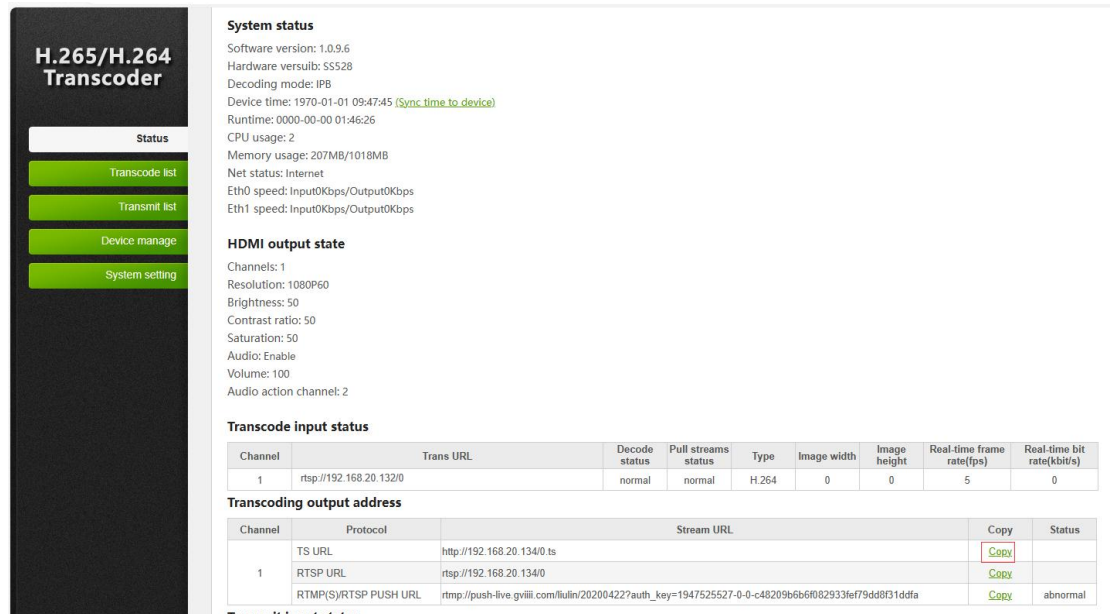 H.265/H.264
Transcoder
Status
Transcode list
Transmit list
Device manage
System setting
System status
Software version: 1.0.9.6
Hardware versuib: SS528
Decoding mode: IPB
Device time: 1970-01-01 09:47:45 (Sync time to device)
Runtime: 0000-00-00 01:46:26
CPU usage: 2
Memory usage: 207MB/1018MB
Net status: Internet
Eth0 speed: Input0Kbps/Output0Kbps
Eth1 speed: Input0Kbps/Output0Kbps
HDMI output state
Channels: 1
Resolution: 1080P60
Brightness: 50
Contrast ratio: 50
Saturation: 50
Audio: Enable
Volume: 100
Audio action channel: 2
Transcode input status
Channel Trans URL Decode status Pull streams status Type Image width Image height Real-time frame rate(fps) Real-time bit rate(kbit/s)
1 rtsp://192.168.20.132/0 normal normal H.264 0 0 5 0
Transcoding output address
Channel Protocol Stream URL Copy Status
TS URL http://192.168.20.134/0.ts Copy
1 RTSP URL rtsp://192.168.20.134/0 Copy
RTMP(S)/RTSP PUSH URL rtmp://push-live.gviiii.com/liulin/20200422?auth_key=1947525527-0-0-c48209b6b6f082933fef79dd8f31ddfa Copy abnormal